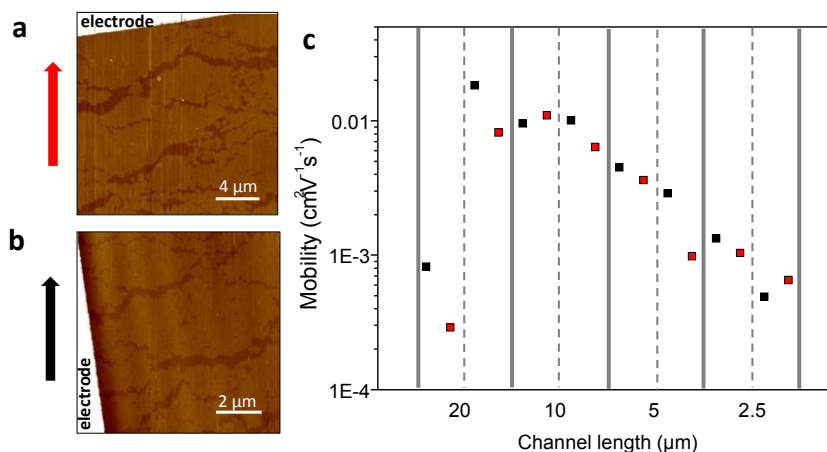 a
electrode
4 µm
b
electrode
2 µm
c
Mobility (cm²V⁻¹s⁻¹)
0.01
1E-3
1E-4
20
10
5
2.5
Channel length (µm)